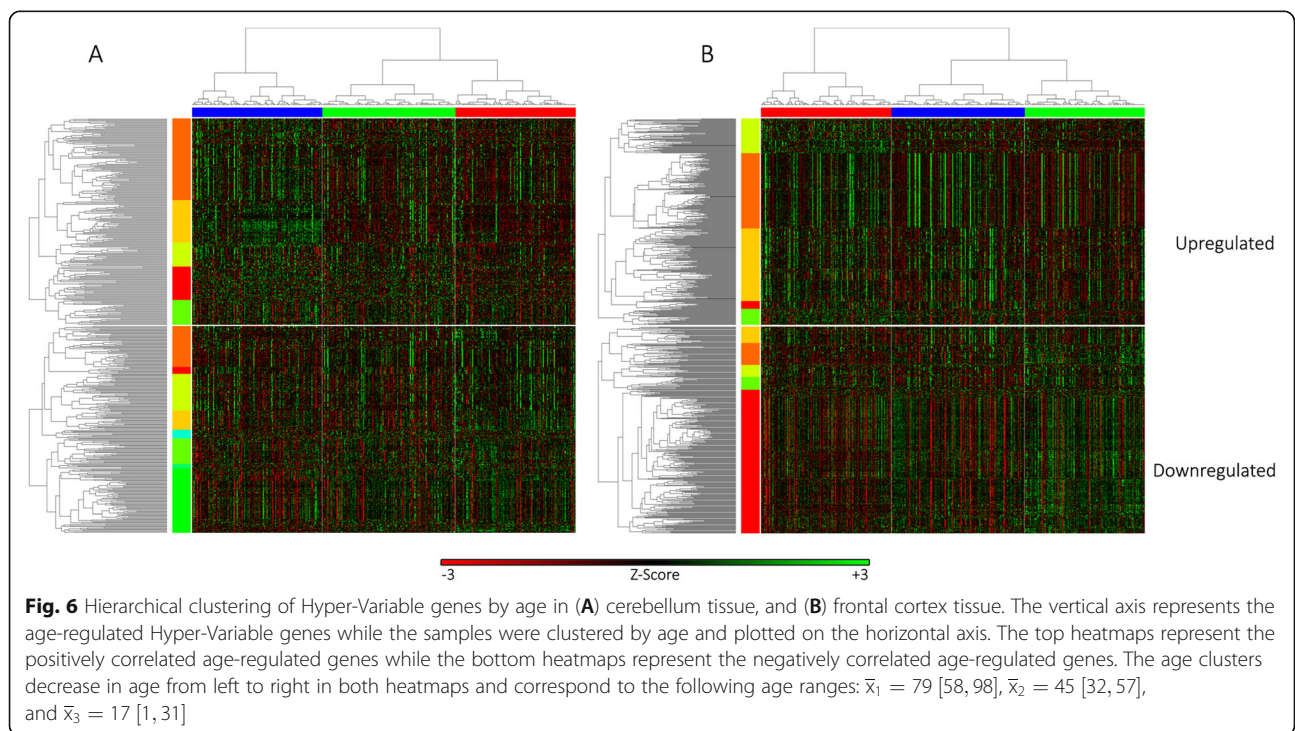 A
B
Upregulated
Downregulated
-3
Z-Score
+3
Fig. 6 Hierarchical clustering of Hyper-Variable genes by age in (A) cerebellum tissue, and (B) frontal cortex tissue. The vertical axis represents the
age-regulated Hyper-Variable genes while the samples were clustered by age and plotted on the horizontal axis. The top heatmaps represent the
positively correlated age-regulated genes while the bottom heatmaps represent the negatively correlated age-regulated genes. The age clusters
decrease in age from left to right in both heatmaps and correspond to the following age ranges: x̅₁ = 79 [58, 98], x̅₂ = 45 [32, 57],
and x̅₃ = 17 [1, 31]